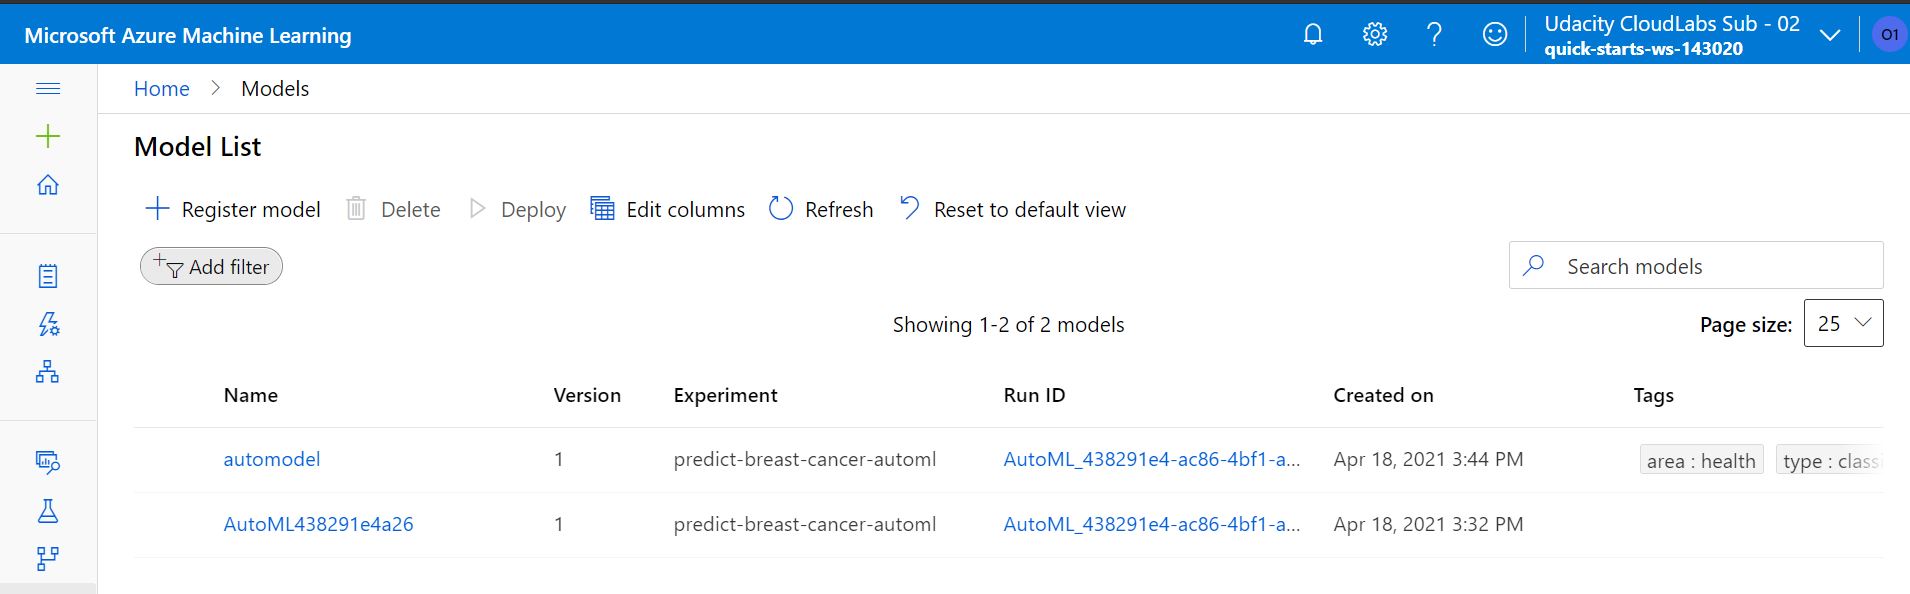 Microsoft Azure Machine Learning
Udacity CloudLabs Sub - 02
quick-starts-ws-143020
O1
Home > Models
Model List
Register model Delete Deploy Edit columns Refresh Reset to default view
Add filter
Search models
Showing 1-2 of 2 models
Page size: 25
Name Version Experiment Run ID Created on Tags
automodel 1 predict-breast-cancer-automl AutoML_438291e4-ac86-4bf1-a... Apr 18, 2021 3:44 PM area : health type : classi
AutoML438291e4a26 1 predict-breast-cancer-automl AutoML_438291e4-ac86-4bf1-a... Apr 18, 2021 3:32 PM